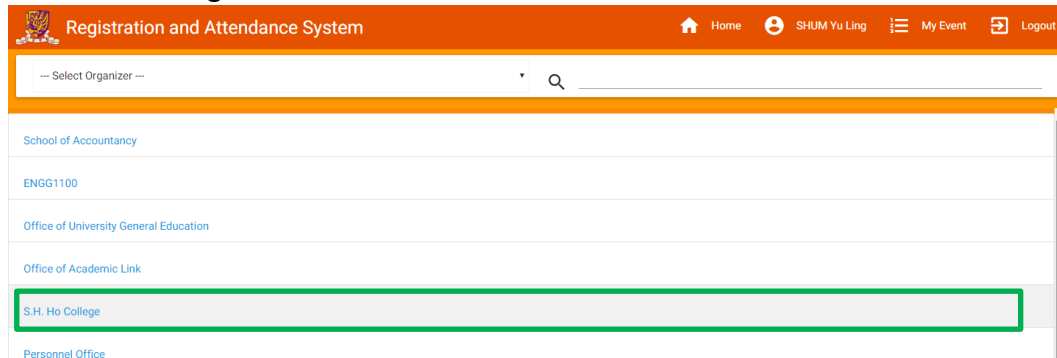 Registration and Attendance System Home SHUM Yu Ling My Event Logout
--- Select Organizer ---
School of Accountancy
ENGG1100
Office of University General Education
Office of Academic Link
S.H. Ho College
Personnel Office